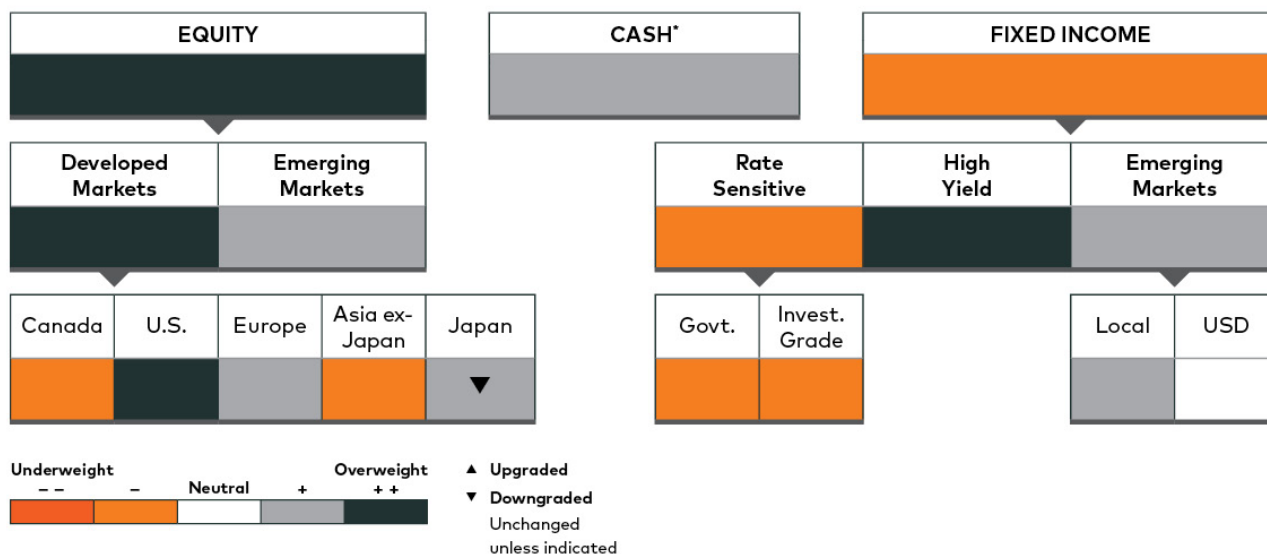 EQUITY
CASH*
FIXED INCOME
Developed
Markets
Emerging
Markets
Rate
Sensitive
High
Yield
Emerging
Markets
Canada
U.S.
Europe
Asia ex-
Japan
Japan
▼
Govt.
Invest.
Grade
Local
USD
Underweight
Overweight
– –
–
Neutral
+
+ +
▲ Upgraded
▼ Downgraded
Unchanged
unless indicated